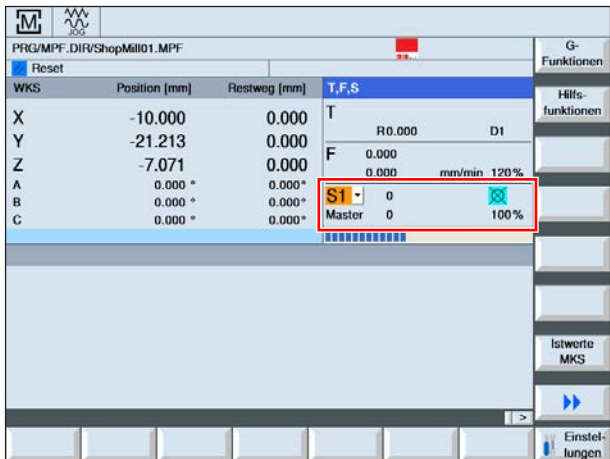 M
JOG
PRG/MPF.DIR/ShopMill01.MPF
G-
Funktionen
Reset
WKS Position [mm] Restweg [mm] T,F,S
Hilfs-
funktionen
X -10.000 0.000 T
R0.000 D1
Y -21.213 0.000
F 0.000
Z -7.071 0.000
0.000 mm/min 120%
A 0.000 ° 0.000°
B 0.000 ° 0.000°
C 0.000 ° 0.000°
S1 0
Master 0 100%
Istwerte
MKS
>
Einstel-
lungen